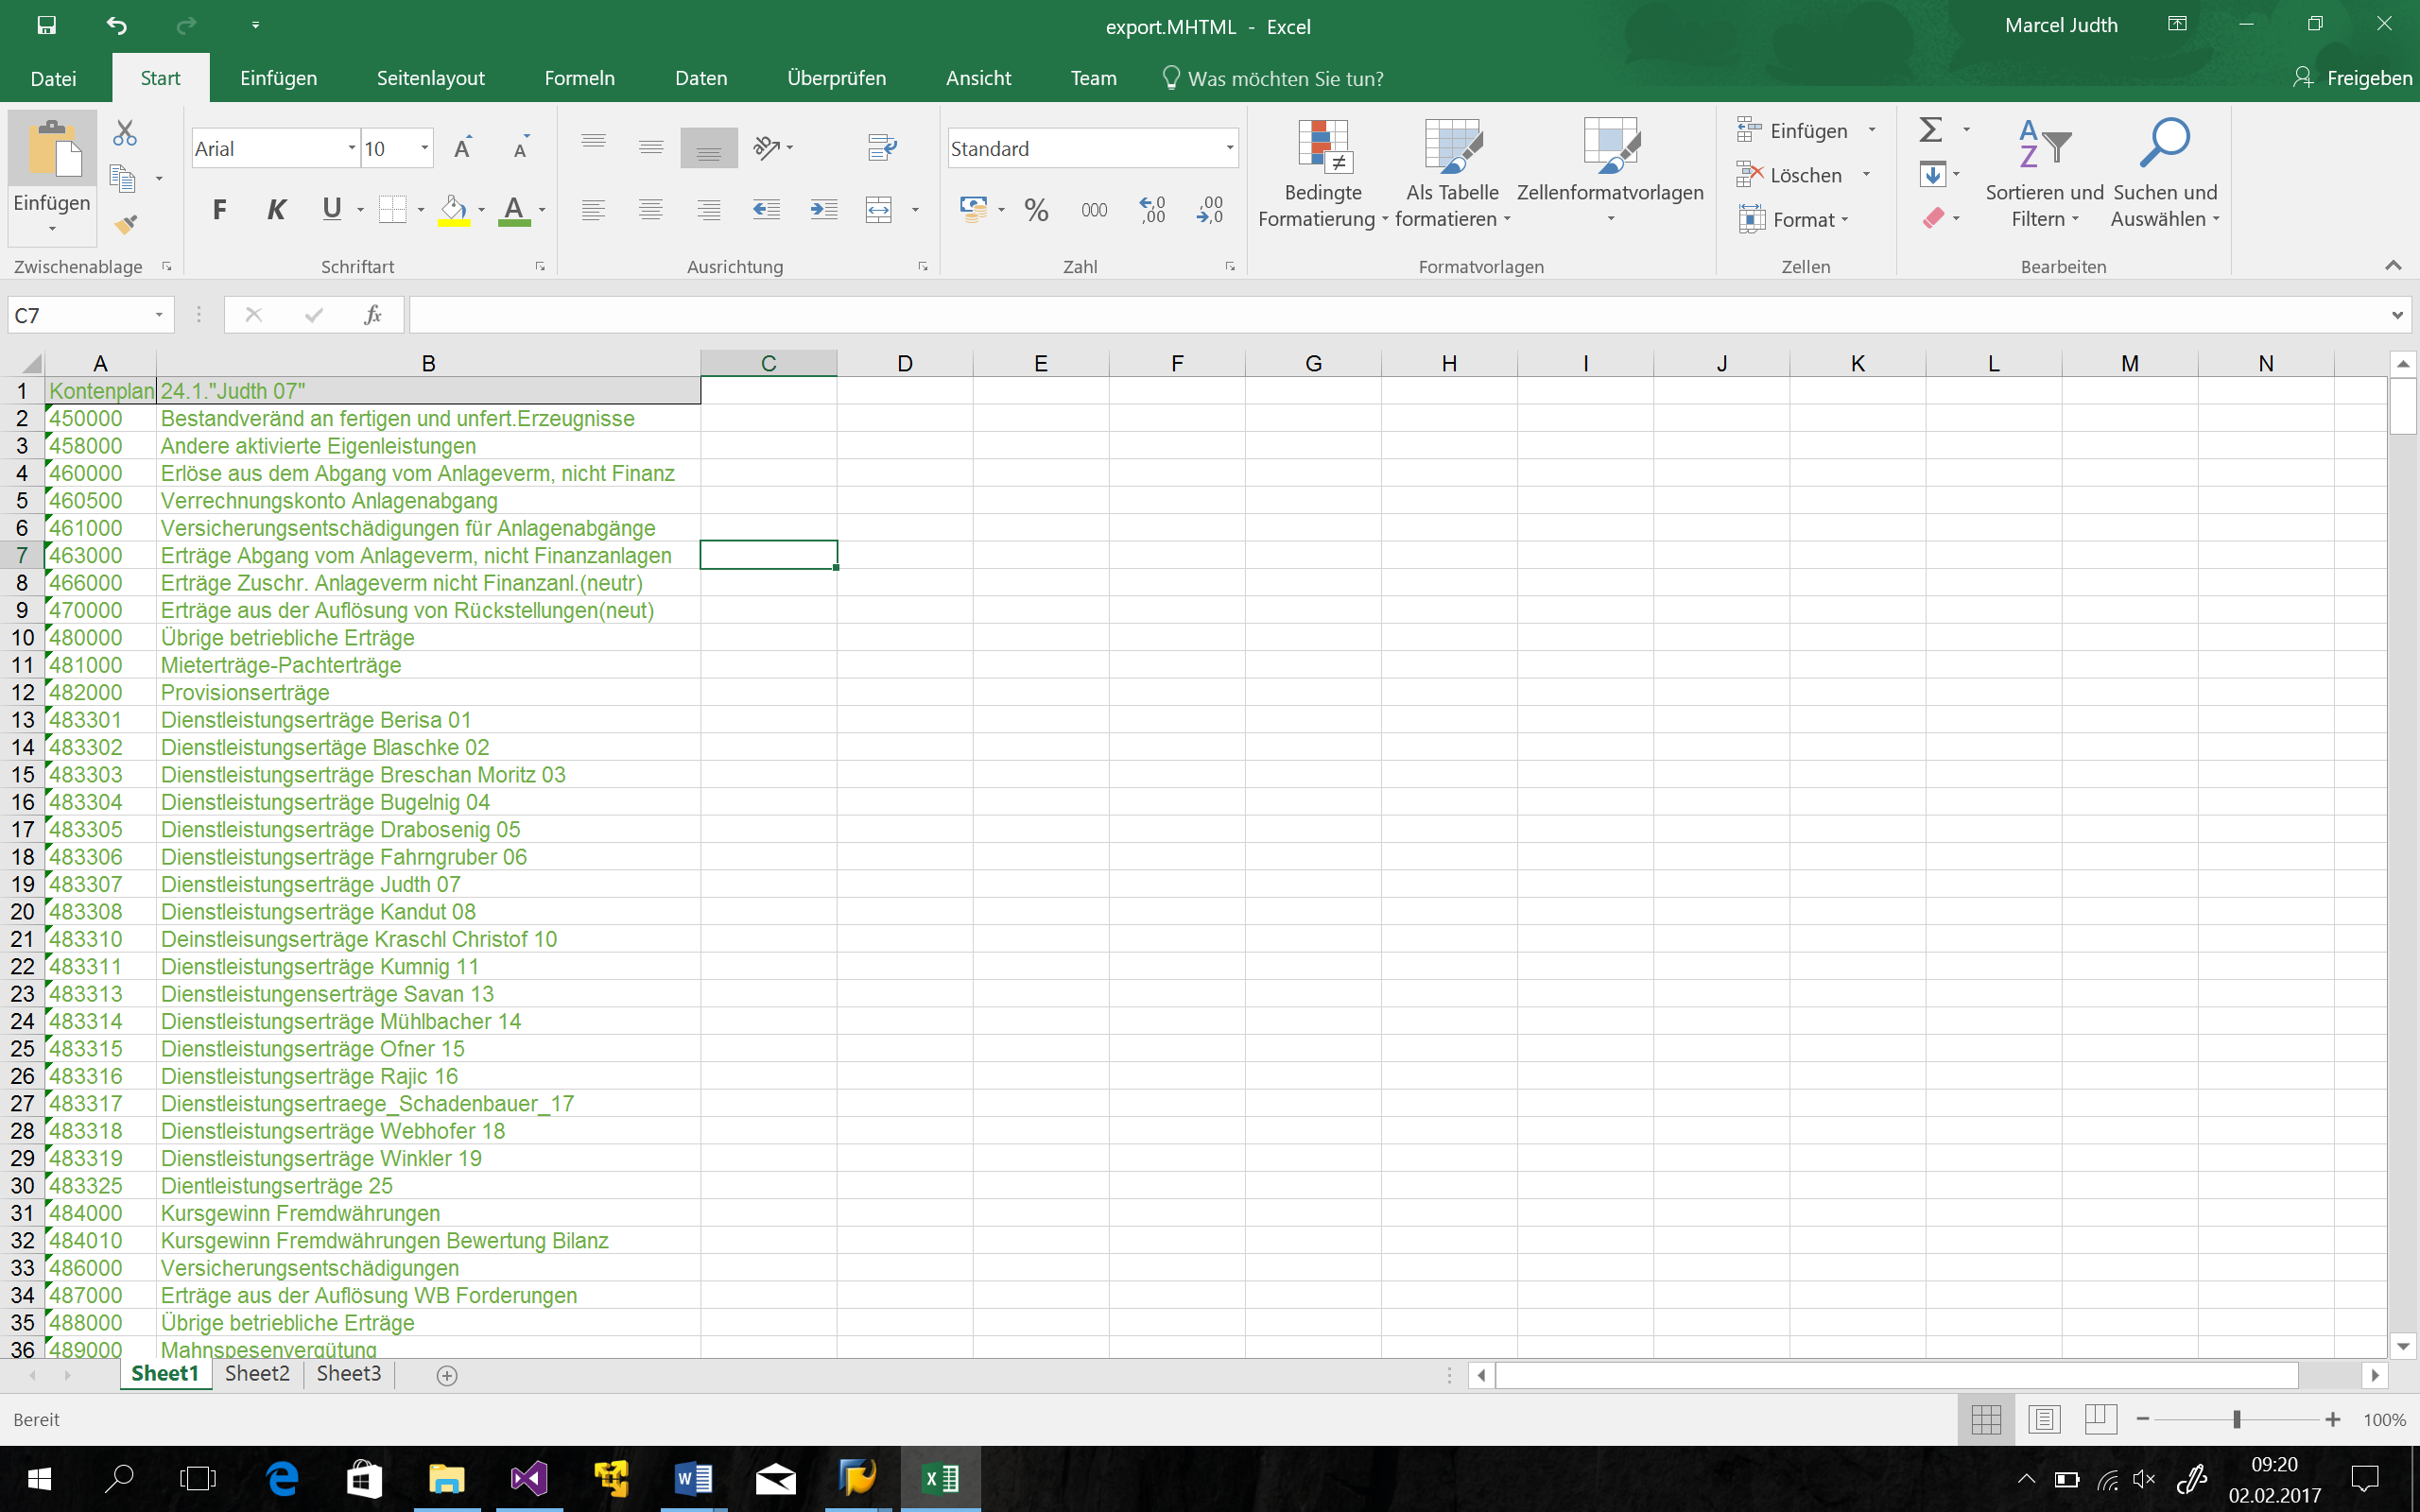 export.MHTML - Excel
Marcel Judth
Datei Start Einfügen Seitenlayout Formeln Daten Überprüfen Ansicht Team Was möchten Sie tun? Freigeben
Einfügen
Zwischenablage
Arial 10
F K U
Schriftart
Ausrichtung
Standard
% 000
Zahl
Bedingte Formatierung
Als Tabelle formatieren
Zellenformatvorlagen
Formatvorlagen
Einfügen
Löschen
Format
Zellen
Sortieren und Filtern
Suchen und Auswählen
Bearbeiten
C7 fx
A B C D E F G H I J K L M N
1 Kontenplan 24.1."Judth 07"
2 450000 Bestandveränd an fertigen und unfert.Erzeugnisse
3 458000 Andere aktivierte Eigenleistungen
4 460000 Erlöse aus dem Abgang vom Anlageverm, nicht Finanz
5 460500 Verrechnungskonto Anlagenabgang
6 461000 Versicherungsentschädigungen für Anlagenabgänge
7 463000 Erträge Abgang vom Anlageverm, nicht Finanzanlagen
8 466000 Erträge Zuschr. Anlageverm nicht Finanzanl.(neutr)
9 470000 Erträge aus der Auflösung von Rückstellungen(neut)
10 480000 Übrige betriebliche Erträge
11 481000 Mieterträge-Pachterträge
12 482000 Provisionserträge
13 483301 Dienstleistungserträge Berisa 01
14 483302 Dienstleistungsertäge Blaschke 02
15 483303 Dienstleistungserträge Breschan Moritz 03
16 483304 Dienstleistungserträge Bugelnig 04
17 483305 Dienstleistungserträge Drabosenig 05
18 483306 Dienstleistungserträge Fahrngruber 06
19 483307 Dienstleistungserträge Judth 07
20 483308 Dienstleistungserträge Kandut 08
21 483310 Deinstleisungserträge Kraschl Christof 10
22 483311 Dienstleistungserträge Kumnig 11
23 483313 Dienstleistungenserträge Savan 13
24 483314 Dienstleistungserträge Mühlbacher 14
25 483315 Dienstleistungserträge Ofner 15
26 483316 Dienstleistungserträge Rajic 16
27 483317 Dienstleistungsertraege_Schadenbauer_17
28 483318 Dienstleistungserträge Webhofer 18
29 483319 Dienstleistungserträge Winkler 19
30 483325 Dientleistungserträge 25
31 484000 Kursgewinn Fremdwährungen
32 484010 Kursgewinn Fremdwährungen Bewertung Bilanz
33 486000 Versicherungsentschädigungen
34 487000 Erträge aus der Auflösung WB Forderungen
35 488000 Übrige betriebliche Erträge
36 489000 Mahnspesenvergütung
Sheet1 Sheet2 Sheet3
Bereit
100%
09:20
02.02.2017